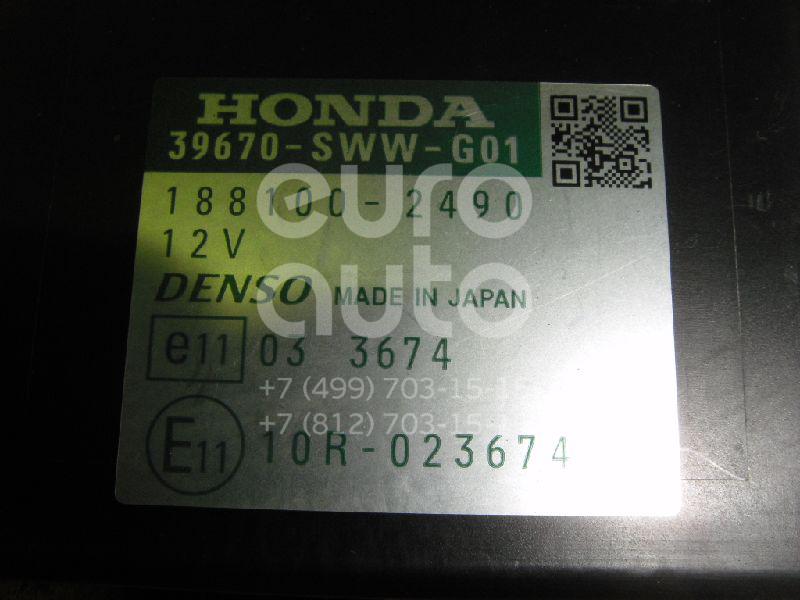 HONDA
39670-SWW-G01
188100-2490
12V
DENSO MADE IN JAPAN
e11 03 3674
E11 10R-023674
euro
auto
+7 (499) 703-15-15
+7 (812) 703-15-